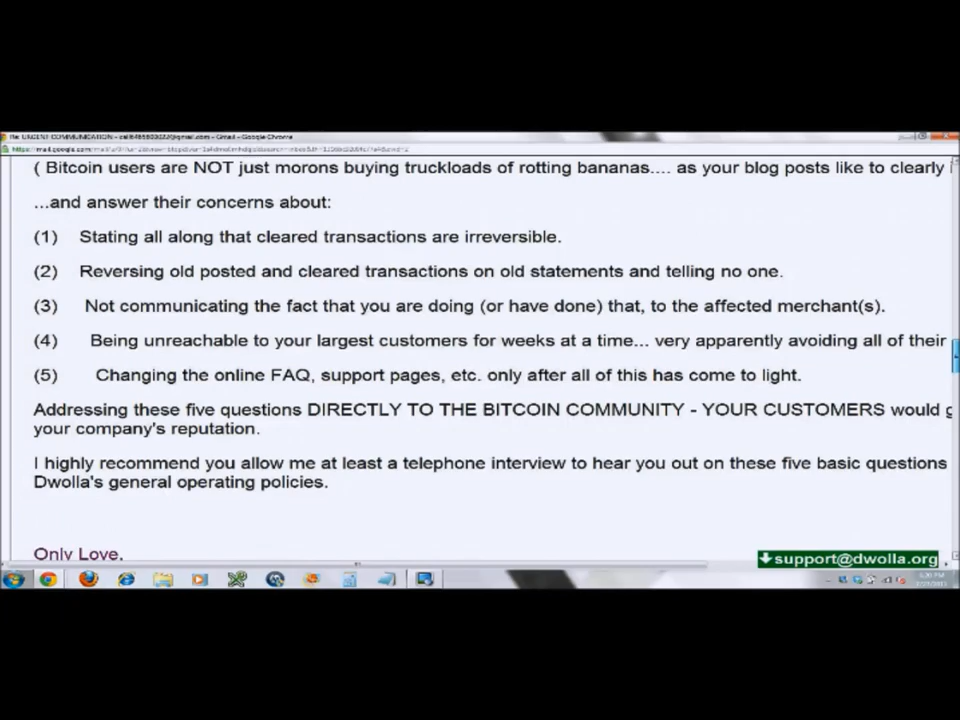 Re: URGENT COMMUNICATION - - Gmail - Google Chrome
( Bitcoin users are NOT just morons buying truckloads of rotting bananas.... as your blog posts like to clearly
...and answer their concerns about:
(1) Stating all along that cleared transactions are irreversible.
(2) Reversing old posted and cleared transactions on old statements and telling no one.
(3) Not communicating the fact that you are doing (or have done) that, to the affected merchant(s).
(4) Being unreachable to your largest customers for weeks at a time... very apparently avoiding all of their
(5) Changing the online FAQ, support pages, etc. only after all of this has come to light.
Addressing these five questions DIRECTLY TO THE BITCOIN COMMUNITY - YOUR CUSTOMERS would g
your company's reputation.
I highly recommend you allow me at least a telephone interview to hear you out on these five basic questions
Dwolla's general operating policies.
Only Love,
support@dwolla.org